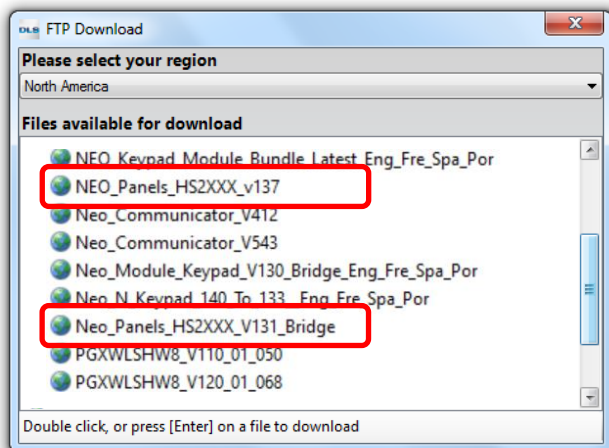 DLS FTP Download
Please select your region
North America
Files available for download
NEO_Keypad_Module_Bundle_Latest_Eng_Fre_Spa_Por
NEO_Panels_HS2XXX_v137
Neo_Communicator_V412
Neo_Communicator_V543
Neo_Module_Keypad_V130_Bridge_Eng_Fre_Spa_Por
Neo_N_Keypad_140_To_133__Eng_Fre_Spa_Por
Neo_Panels_HS2XXX_V131_Bridge
PGXWLSHW8_V110_01_050
PGXWLSHW8_V120_01_068
Double click, or press [Enter] on a file to download